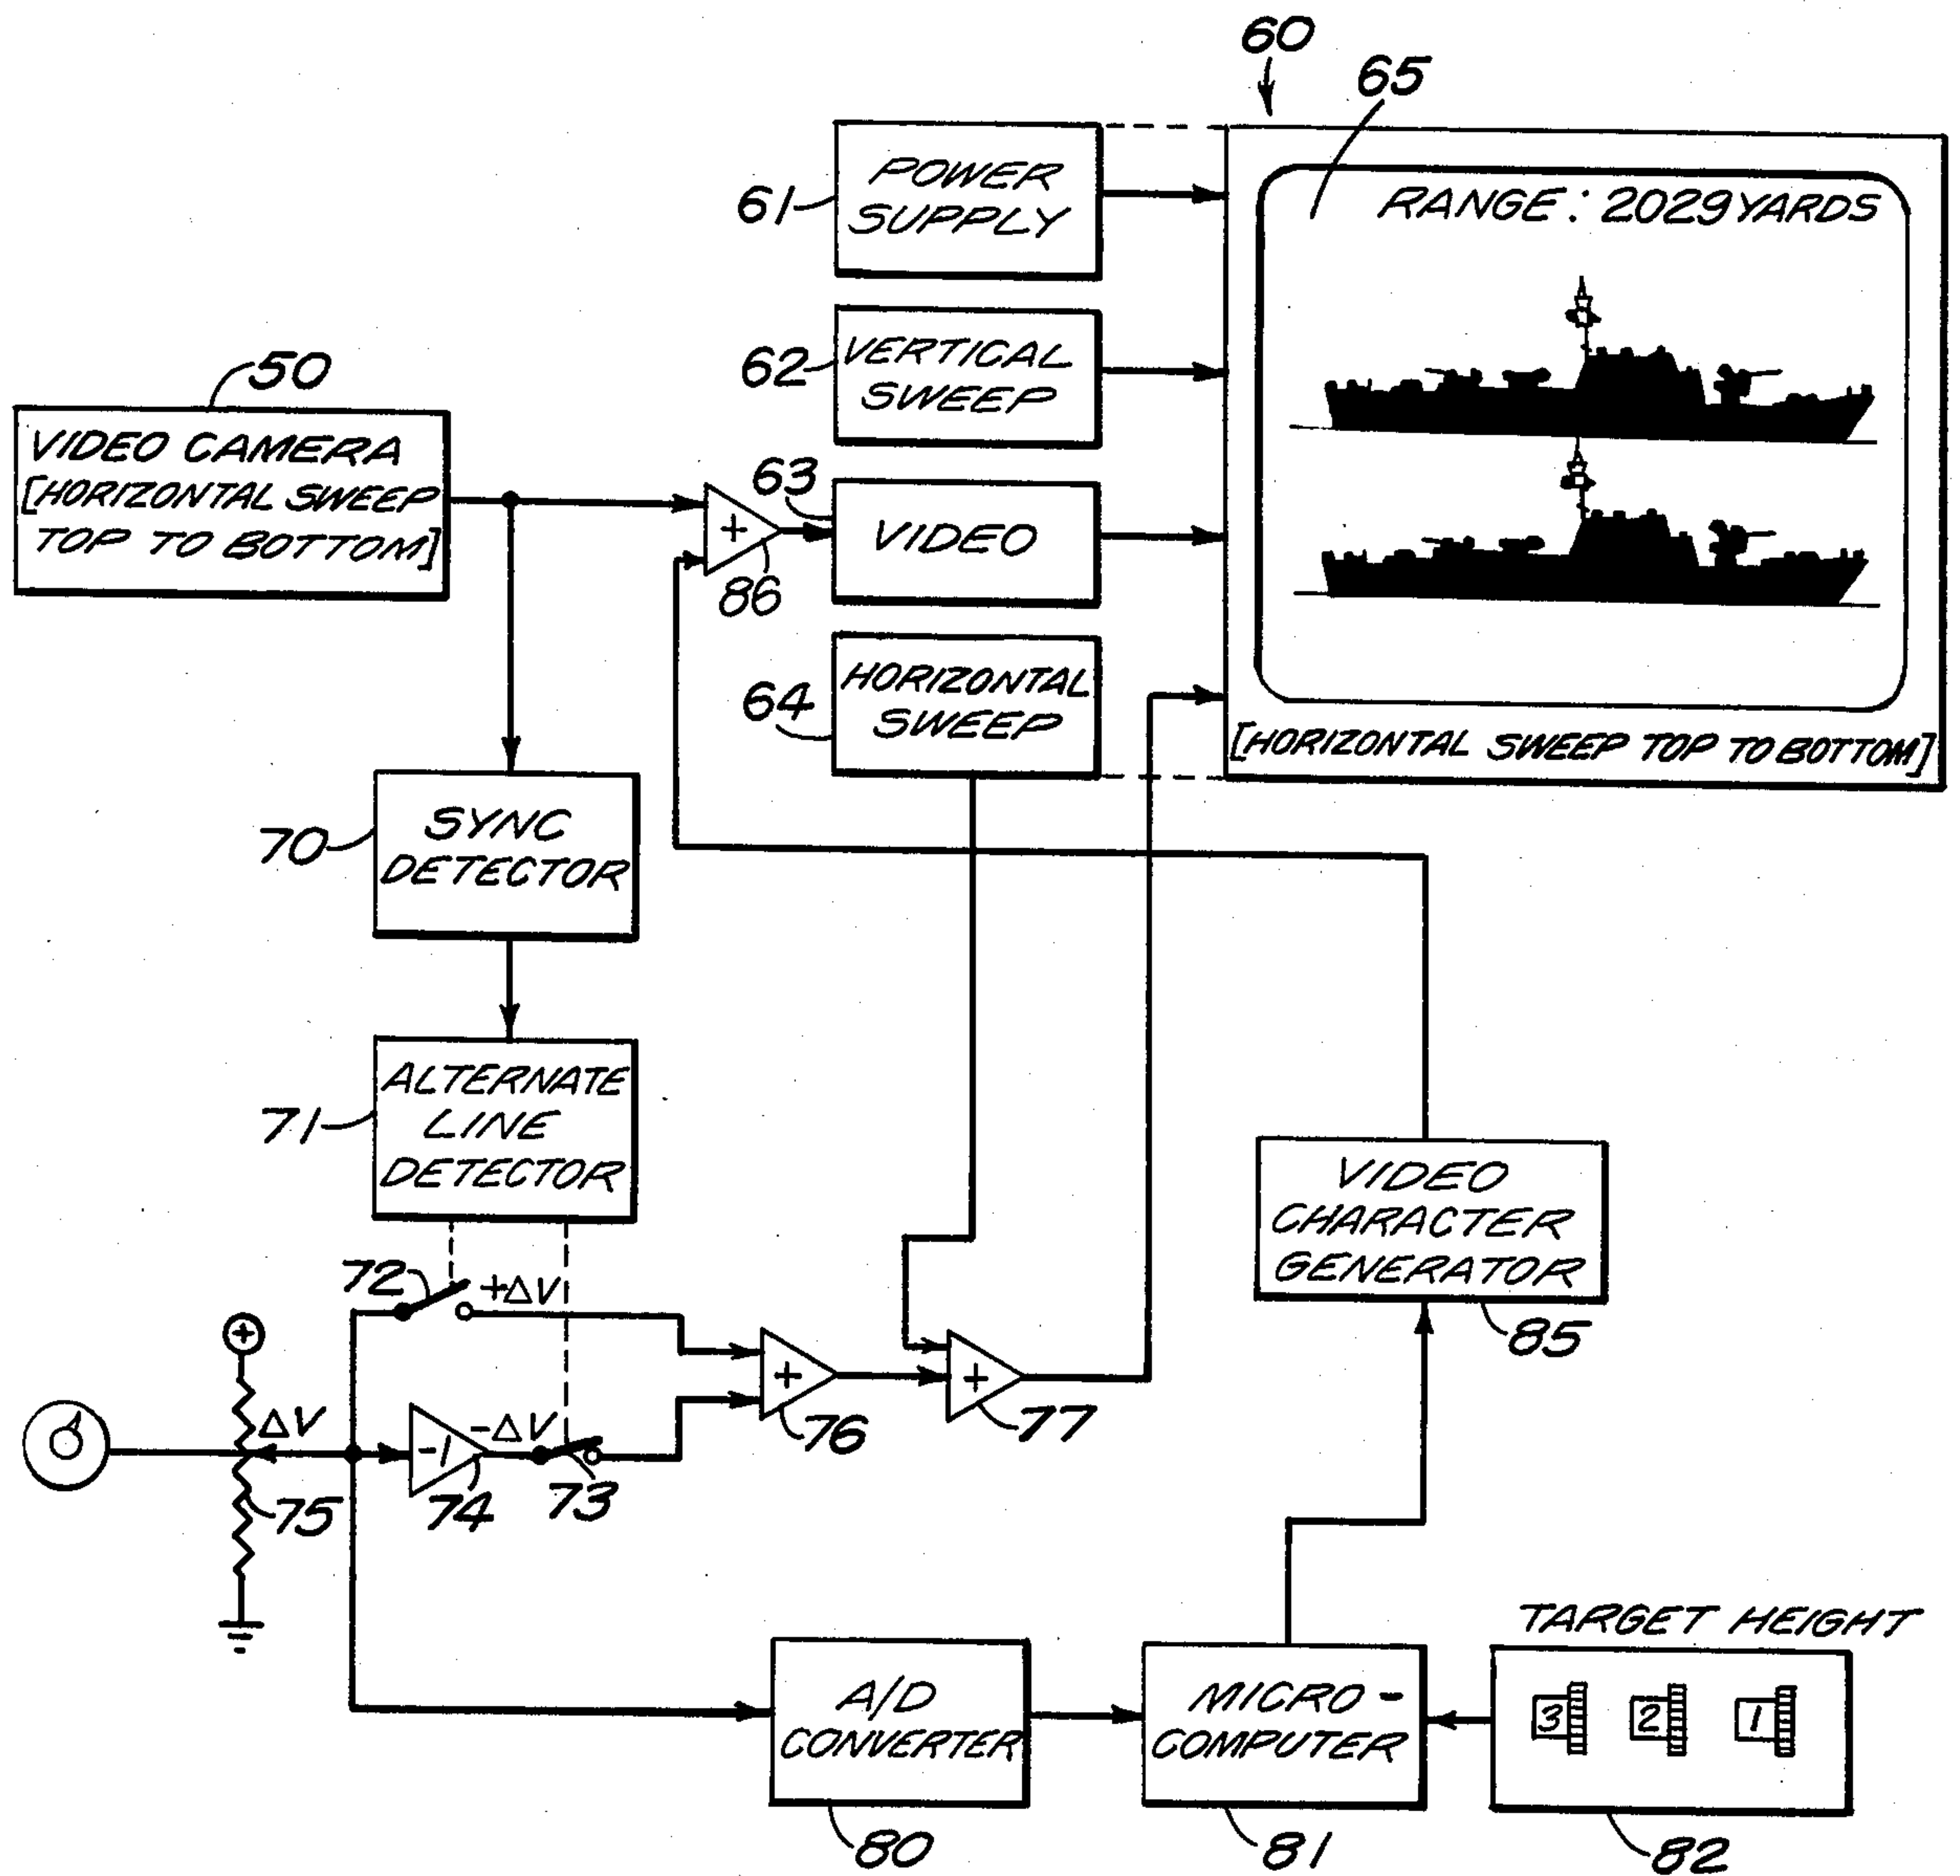 60
65
61
POWER
SUPPLY
RANGE: 2029 YARDS
62
VERTICAL
SWEEP
50
VIDEO CAMERA
[HORIZONTAL SWEEP
TOP TO BOTTOM]
63
+
86
VIDEO
64
HORIZONTAL
SWEEP
[HORIZONTAL SWEEP TOP TO BOTTOM]
70
SYNC
DETECTOR
71
ALTERNATE
LINE
DETECTOR
VIDEO
CHARACTER
GENERATOR
85
72
+ΔV
+
ΔV
75
-1
74
-ΔV
73
+
76
+
77
A/D
CONVERTER
80
MICRO-
COMPUTER
81
TARGET HEIGHT
3 2 1
82